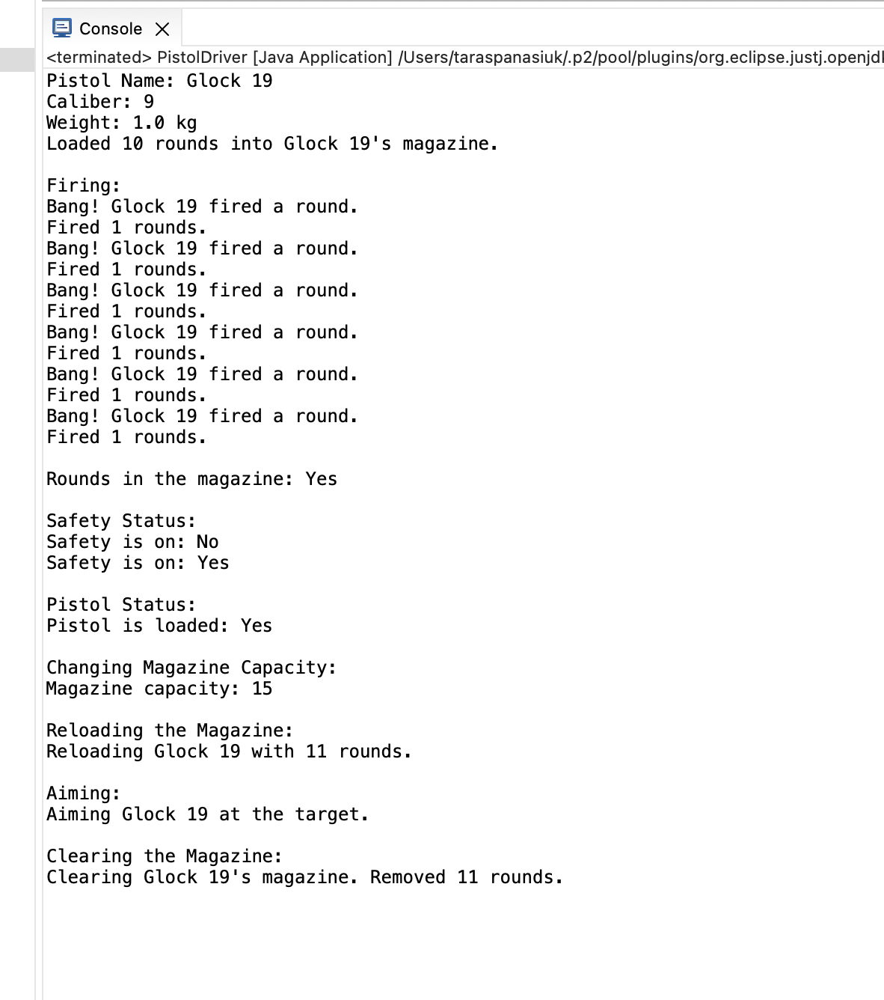 Console
<terminated> PistolDriver [Java Application] /Users/taraspanasiuk/.p2/pool/plugins/org.eclipse.justj.openjd
Pistol Name: Glock 19
Caliber: 9
Weight: 1.0 kg
Loaded 10 rounds into Glock 19's magazine.
Firing:
Bang! Glock 19 fired a round.
Fired 1 rounds.
Bang! Glock 19 fired a round.
Fired 1 rounds.
Bang! Glock 19 fired a round.
Fired 1 rounds.
Bang! Glock 19 fired a round.
Fired 1 rounds.
Bang! Glock 19 fired a round.
Fired 1 rounds.
Bang! Glock 19 fired a round.
Fired 1 rounds.
Rounds in the magazine: Yes
Safety Status:
Safety is on: No
Safety is on: Yes
Pistol Status:
Pistol is loaded: Yes
Changing Magazine Capacity:
Magazine capacity: 15
Reloading the Magazine:
Reloading Glock 19 with 11 rounds.
Aiming:
Aiming Glock 19 at the target.
Clearing the Magazine:
Clearing Glock 19's magazine. Removed 11 rounds.